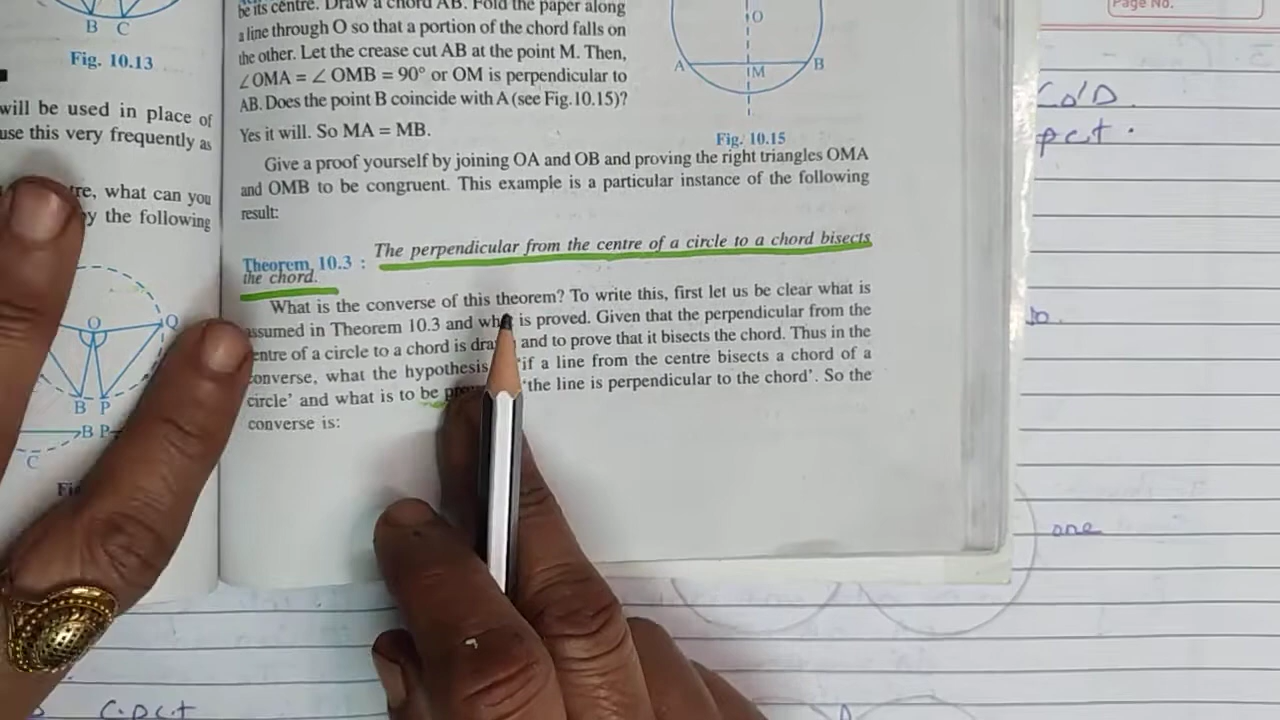 B C
Fig. 10.13
will be used in place of
use this very frequently as
re, what can you
by the following
O
Q
B P
B P
C
be its centre. Draw a chord AB. Fold the paper along
a line through O so that a portion of the chord falls on
the other. Let the crease cut AB at the point M. Then,
∠OMA = ∠ OMB = 90° or OM is perpendicular to
AB. Does the point B coincide with A (see Fig.10.15)?
Yes it will. So MA = MB.
O
A
M
B
Fig. 10.15
Give a proof yourself by joining OA and OB and proving the right triangles OMA
and OMB to be congruent. This example is a particular instance of the following
result:
Theorem 10.3 : The perpendicular from the centre of a circle to a chord bisects
the chord.
What is the converse of this theorem? To write this, first let us be clear what is
assumed in Theorem 10.3 and what is proved. Given that the perpendicular from the
centre of a circle to a chord is drawn and to prove that it bisects the chord. Thus in the
converse, what the hypothesis 'if a line from the centre bisects a chord of a
circle' and what is to be 'the line is perpendicular to the chord'. So the
converse is:
Page No.
CO'D
pct.
one
C.PCT